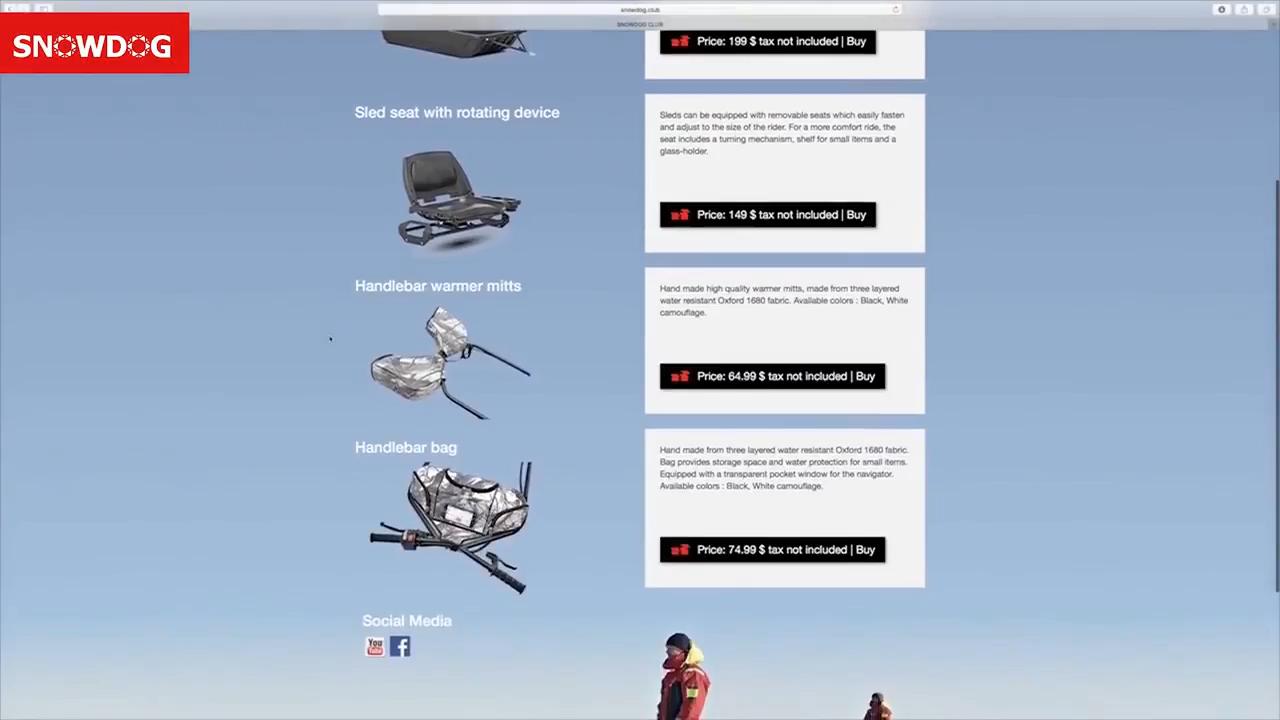 snowdog.club
SNOWDOG CLUB
SNOWDOG
Price: 199 $ tax not included | Buy
Sled seat with rotating device
Sleds can be equipped with removable seats which easily fasten
and adjust to the size of the rider. For a more comfort ride, the
seat includes a turning mechanism, shelf for small items and a
glass-holder.
Price: 149 $ tax not included | Buy
Handlebar warmer mitts
Hand made high quality warmer mitts, made from three layered
water resistant Oxford 1680 fabric. Available colors : Black, White
camouflage.
Price: 64.99 $ tax not included | Buy
Handlebar bag
Hand made from three layered water resistant Oxford 1680 fabric.
Bag provides storage space and water protection for small items.
Equipped with a transparent pocket window for the navigator.
Available colors : Black, White camouflage.
Price: 74.99 $ tax not included | Buy
Social Media
You
Tube